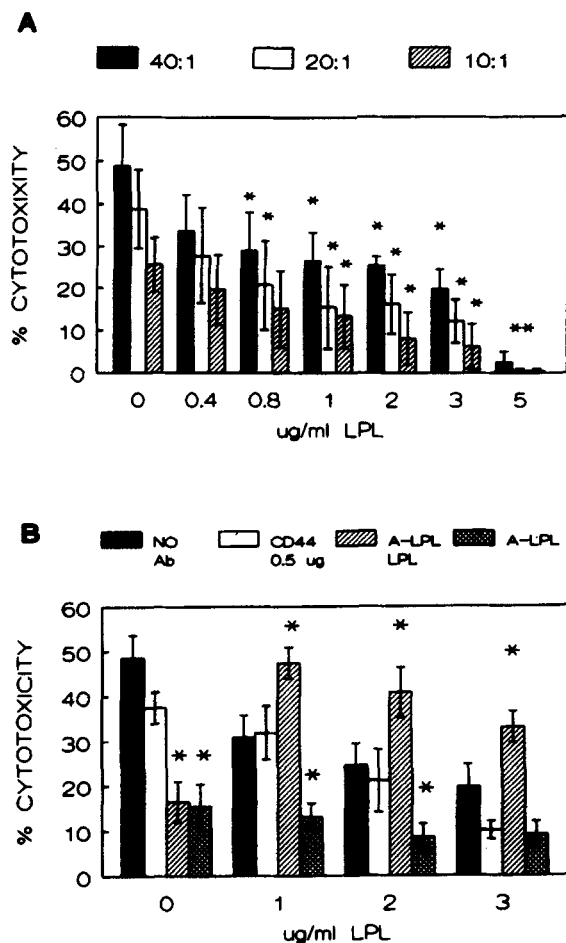 A
40:1 20:1 10:1
% CYTOTOXIXITY
60
50
40
30
20
10
0
* * * * * * * * * * * **
0 0.4 0.8 1 2 3 5
ug/ml LPL
B
NO Ab CD44 0.5 ug A-LPL LPL A-LPL
% CYTOTOXICITY
60
50
40
30
20
10
0
* * * * * * *
0 1 2 3
ug/ml LPL